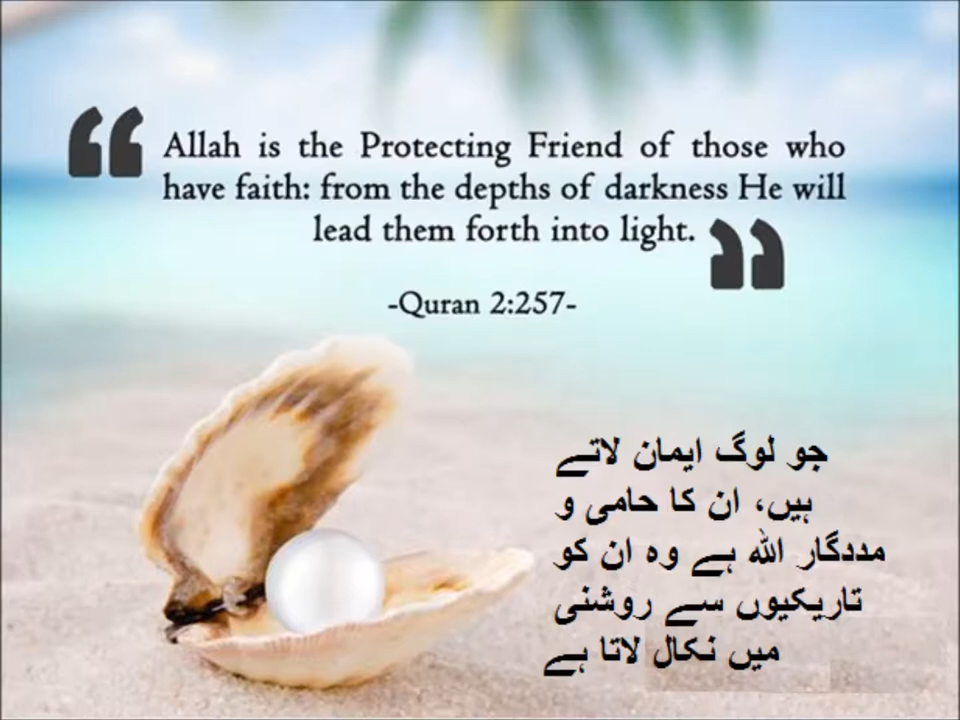 “ Allah is the Protecting Friend of those who
have faith: from the depths of darkness He will
lead them forth into light. ”
-Quran 2:257-
جو لوگ ایمان لاتے
ہیں، ان کا حامی و
مددگار اللہ ہے وہ ان کو
تاریکیوں سے روشنی
میں نکال لاتا ہے